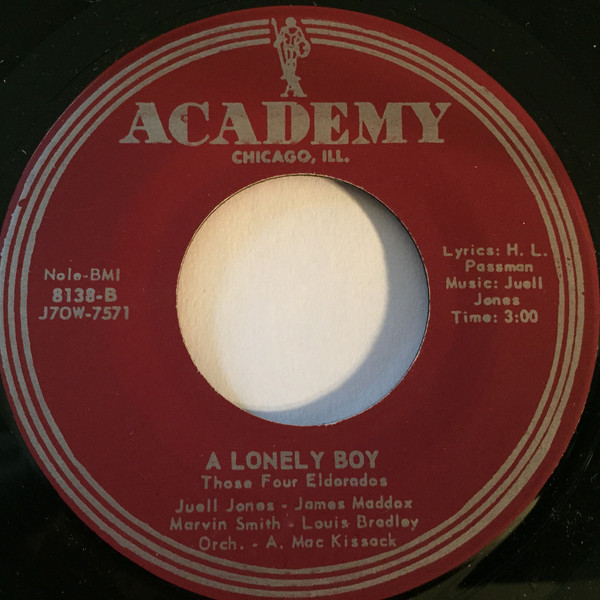 ACADEMY
CHICAGO, ILL.
Nole-BMI
8138-B
J7OW-7571
Lyrics: H. L.
Passman
Music: Juell
Jones
Time: 3:00
A LONELY BOY
Those Four Eldorados
Juell Jones - James Maddox
Marvin Smith - Louis Bradley
Orch. - A. Mac Kissack